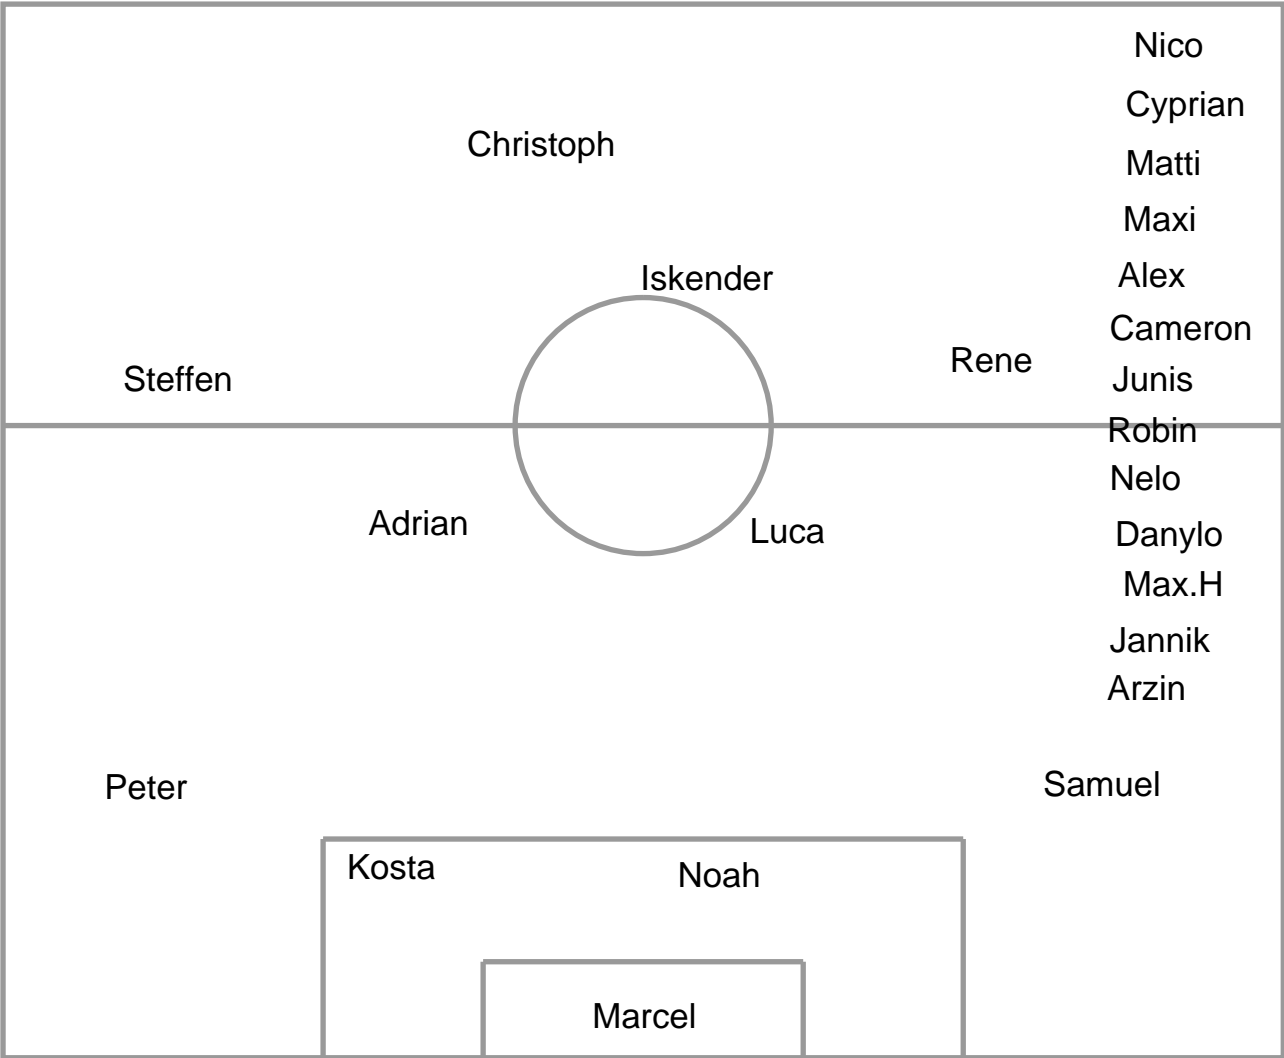 Nico
Cyprian
Christoph
Matti
Maxi
Alex
Iskender
Cameron
Rene
Steffen
Junis
Robin
Nelo
Adrian
Luca
Danylo
Max.H
Jannik
Arzin
Peter
Samuel
Kosta
Noah
Marcel